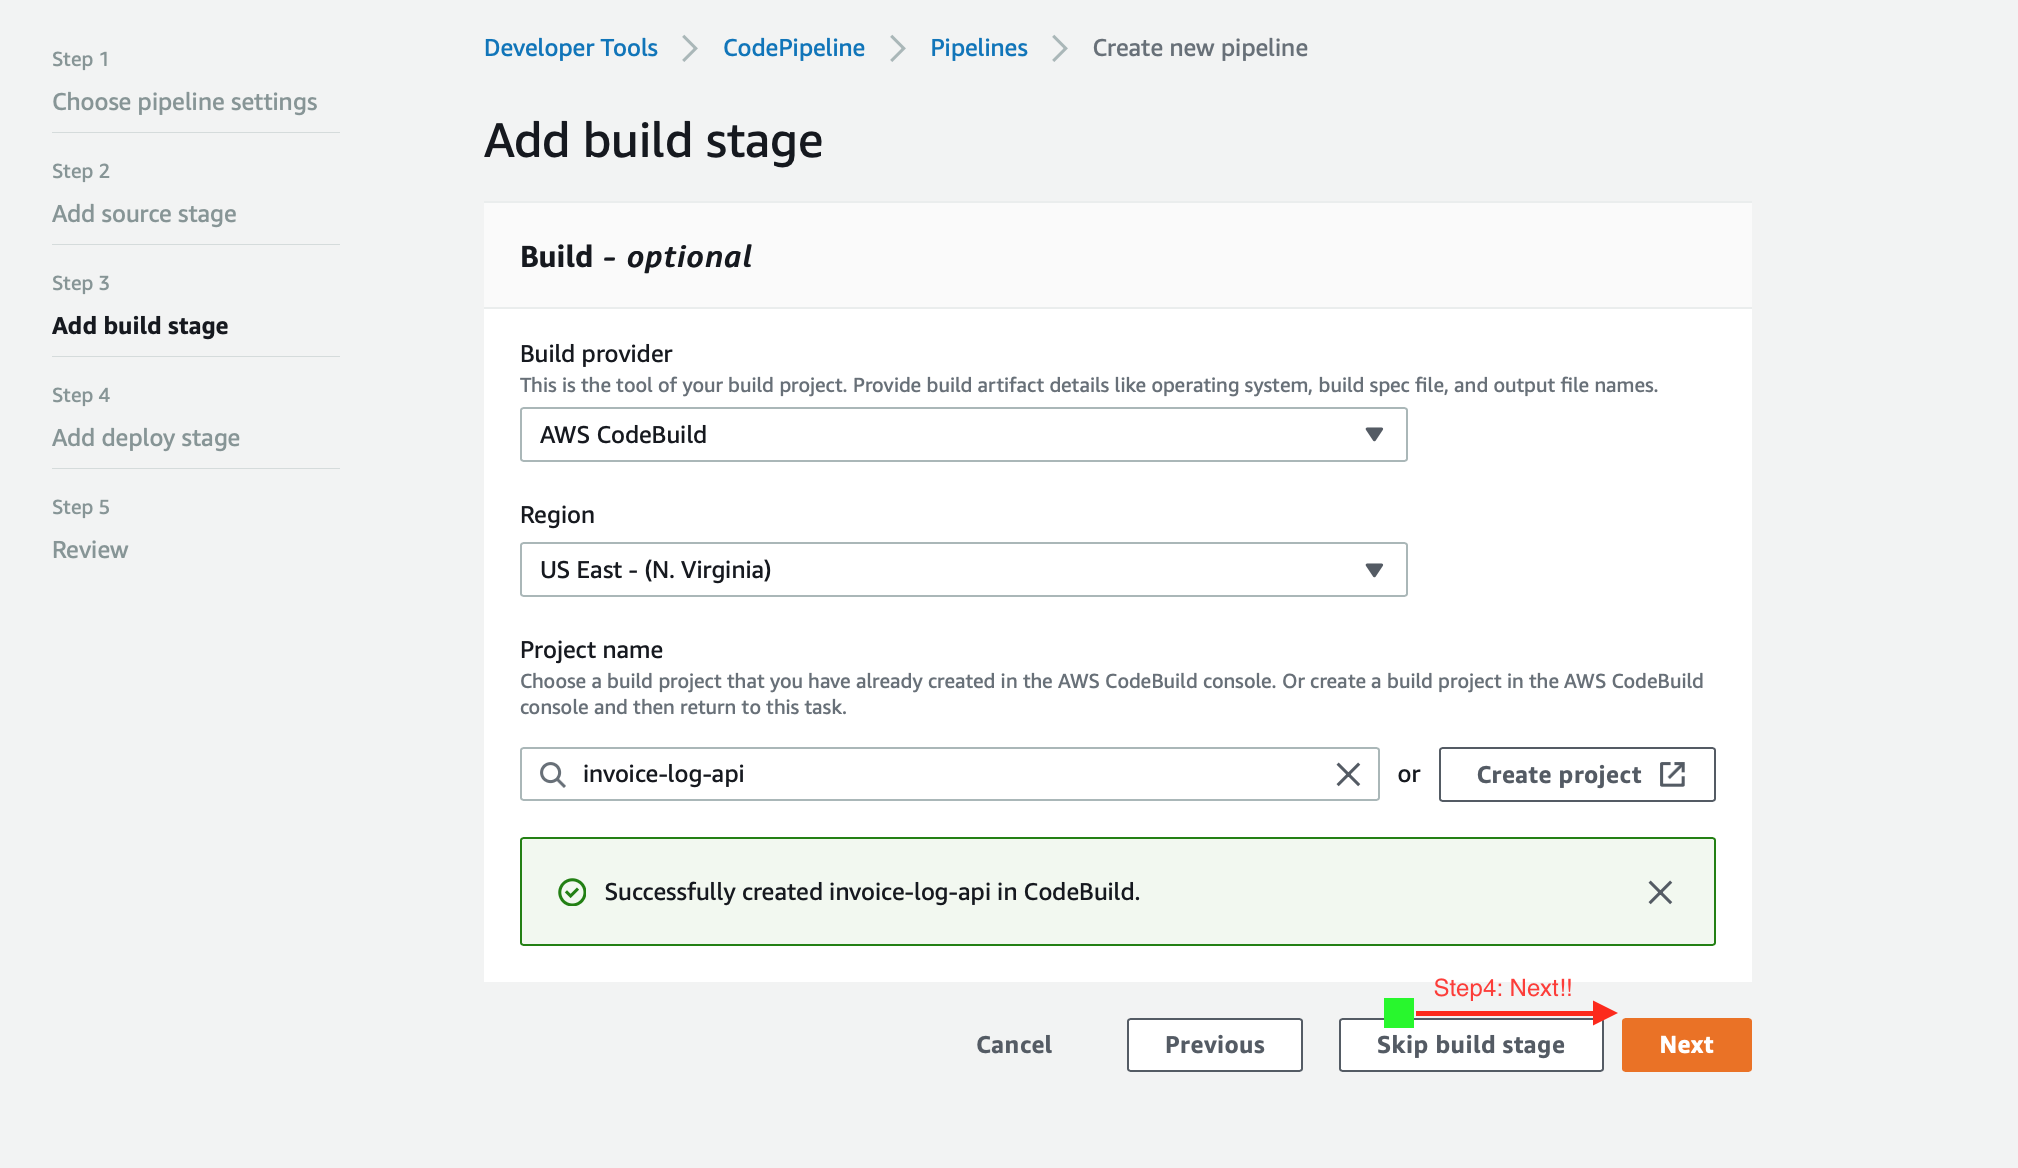 Step 1
Choose pipeline settings
Step 2
Add source stage
Step 3
Add build stage
Step 4
Add deploy stage
Step 5
Review
Developer Tools
CodePipeline
Pipelines
Create new pipeline
Add build stage
Build - optional
Build provider
This is the tool of your build project. Provide build artifact details like operating system, build spec file, and output file names.
AWS CodeBuild
Region
US East - (N. Virginia)
Project name
Choose a build project that you have already created in the AWS CodeBuild console. Or create a build project in the AWS CodeBuild
console and then return to this task.
invoice-log-api
or
Create project
Successfully created invoice-log-api in CodeBuild.
Step4: Next!!
Cancel
Previous
Skip build stage
Next